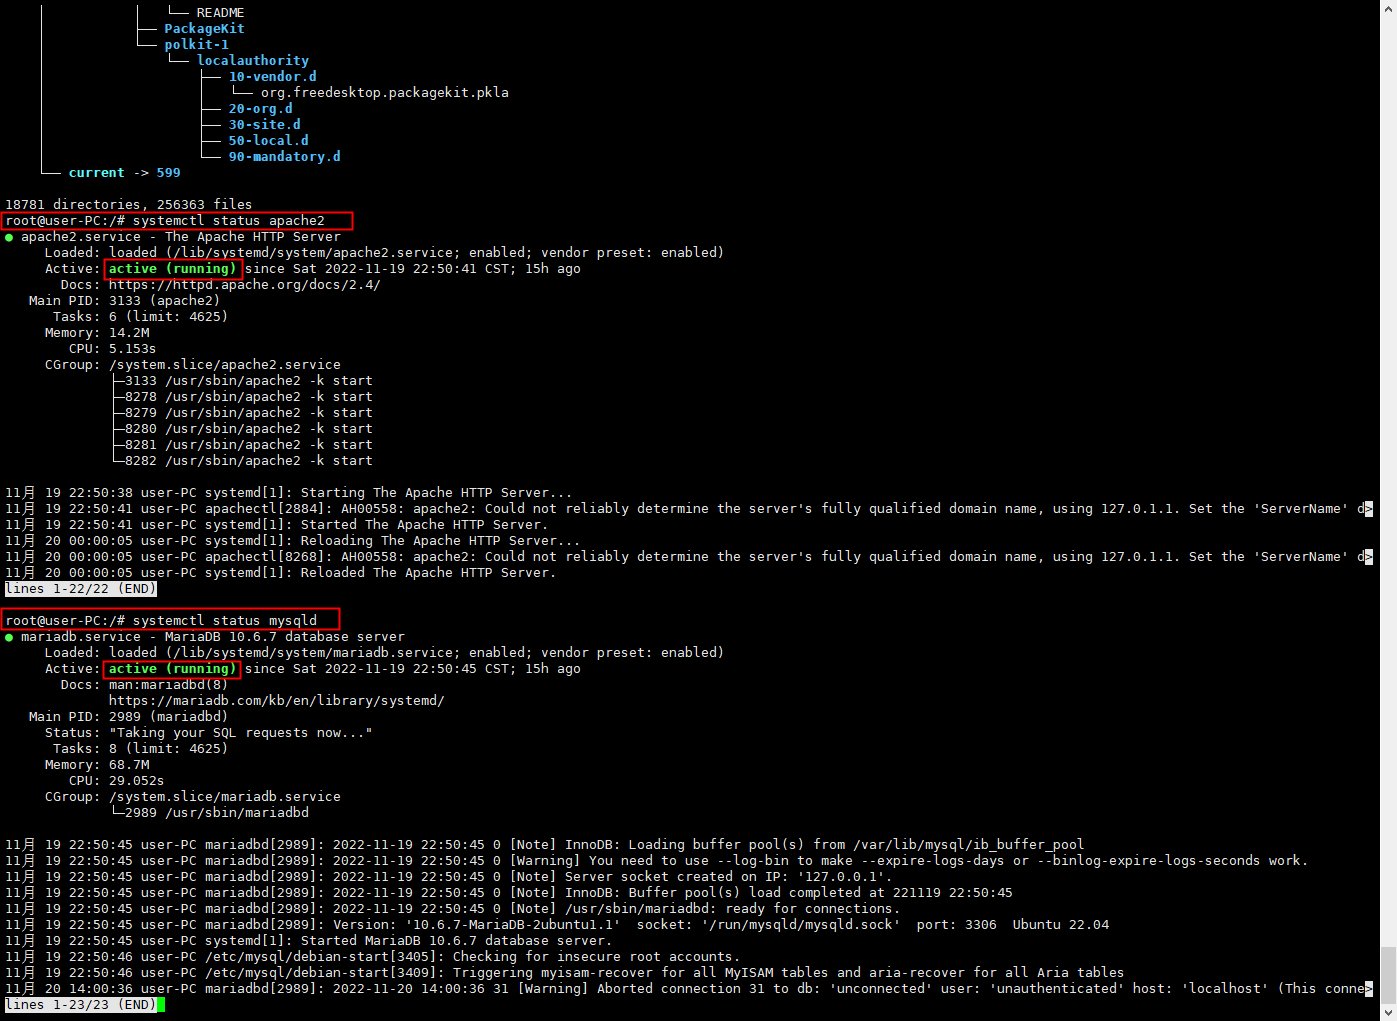 README
PackageKit
polkit-1
localauthority
10-vendor.d
org.freedesktop.packagekit.pkla
20-org.d
30-site.d
50-local.d
90-mandatory.d
current -> 599
18781 directories, 256363 files
root@user-PC:/# systemctl status apache2
● apache2.service - The Apache HTTP Server
Loaded: loaded (/lib/systemd/system/apache2.service; enabled; vendor preset: enabled)
Active: active (running) since Sat 2022-11-19 22:50:41 CST; 15h ago
Docs: https://httpd.apache.org/docs/2.4/
Main PID: 3133 (apache2)
Tasks: 6 (limit: 4625)
Memory: 14.2M
CPU: 5.153s
CGroup: /system.slice/apache2.service
├─3133 /usr/sbin/apache2 -k start
├─8278 /usr/sbin/apache2 -k start
├─8279 /usr/sbin/apache2 -k start
├─8280 /usr/sbin/apache2 -k start
├─8281 /usr/sbin/apache2 -k start
└─8282 /usr/sbin/apache2 -k start
11月 19 22:50:38 user-PC systemd[1]: Starting The Apache HTTP Server...
11月 19 22:50:41 user-PC apachectl[2884]: AH00558: apache2: Could not reliably determine the server's fully qualified domain name, using 127.0.1.1. Set the 'ServerName' d>
11月 19 22:50:41 user-PC systemd[1]: Started The Apache HTTP Server.
11月 20 00:00:05 user-PC systemd[1]: Reloading The Apache HTTP Server...
11月 20 00:00:05 user-PC apachectl[8268]: AH00558: apache2: Could not reliably determine the server's fully qualified domain name, using 127.0.1.1. Set the 'ServerName' d>
11月 20 00:00:05 user-PC systemd[1]: Reloaded The Apache HTTP Server.
lines 1-22/22 (END)
root@user-PC:/# systemctl status mysqld
● mariadb.service - MariaDB 10.6.7 database server
Loaded: loaded (/lib/systemd/system/mariadb.service; enabled; vendor preset: enabled)
Active: active (running) since Sat 2022-11-19 22:50:45 CST; 15h ago
Docs: man:mariadbd(8)
https://mariadb.com/kb/en/library/systemd/
Main PID: 2989 (mariadbd)
Status: "Taking your SQL requests now..."
Tasks: 8 (limit: 4625)
Memory: 68.7M
CPU: 29.052s
CGroup: /system.slice/mariadb.service
└─2989 /usr/sbin/mariadbd
11月 19 22:50:45 user-PC mariadbd[2989]: 2022-11-19 22:50:45 0 [Note] InnoDB: Loading buffer pool(s) from /var/lib/mysql/ib_buffer_pool
11月 19 22:50:45 user-PC mariadbd[2989]: 2022-11-19 22:50:45 0 [Warning] You need to use --log-bin to make --expire-logs-days or --binlog-expire-logs-seconds work.
11月 19 22:50:45 user-PC mariadbd[2989]: 2022-11-19 22:50:45 0 [Note] Server socket created on IP: '127.0.0.1'.
11月 19 22:50:45 user-PC mariadbd[2989]: 2022-11-19 22:50:45 0 [Note] InnoDB: Buffer pool(s) load completed at 221119 22:50:45
11月 19 22:50:45 user-PC mariadbd[2989]: 2022-11-19 22:50:45 0 [Note] /usr/sbin/mariadbd: ready for connections.
11月 19 22:50:45 user-PC mariadbd[2989]: Version: '10.6.7-MariaDB-2ubuntu1.1'  socket: '/run/mysqld/mysqld.sock'  port: 3306  Ubuntu 22.04
11月 19 22:50:45 user-PC systemd[1]: Started MariaDB 10.6.7 database server.
11月 19 22:50:46 user-PC /etc/mysql/debian-start[3405]: Checking for insecure root accounts.
11月 19 22:50:46 user-PC /etc/mysql/debian-start[3409]: Triggering myisam-recover for all MyISAM tables and aria-recover for all Aria tables
11月 20 14:00:36 user-PC mariadbd[2989]: 2022-11-20 14:00:36 31 [Warning] Aborted connection 31 to db: 'unconnected' user: 'unauthenticated' host: 'localhost' (This conne>
lines 1-23/23 (END)